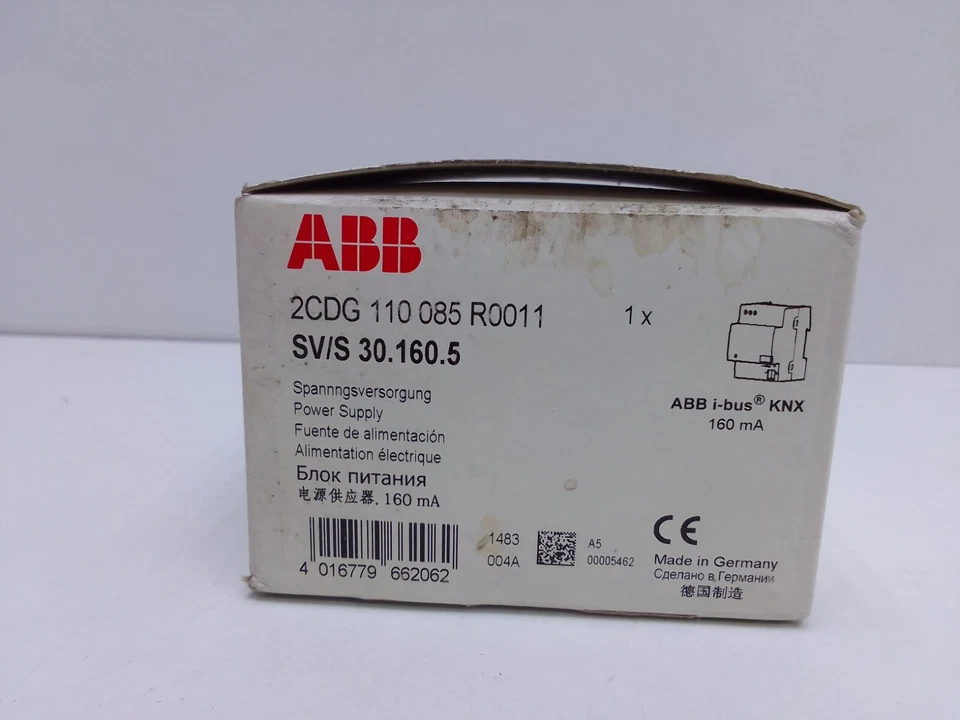 ABB
2CDG 110 085 R0011
1 x
SV/S 30.160.5
Spannngsversorgung
Power Supply
Fuente de alimentación
Alimentation électrique
Блок питания
电源供应器, 160 mA
ABB i-bus® KNX
160 mA
4 016779 662062
1483
004A
A5
00005462
CE
Made in Germany
Сделано в Германии
德国制造